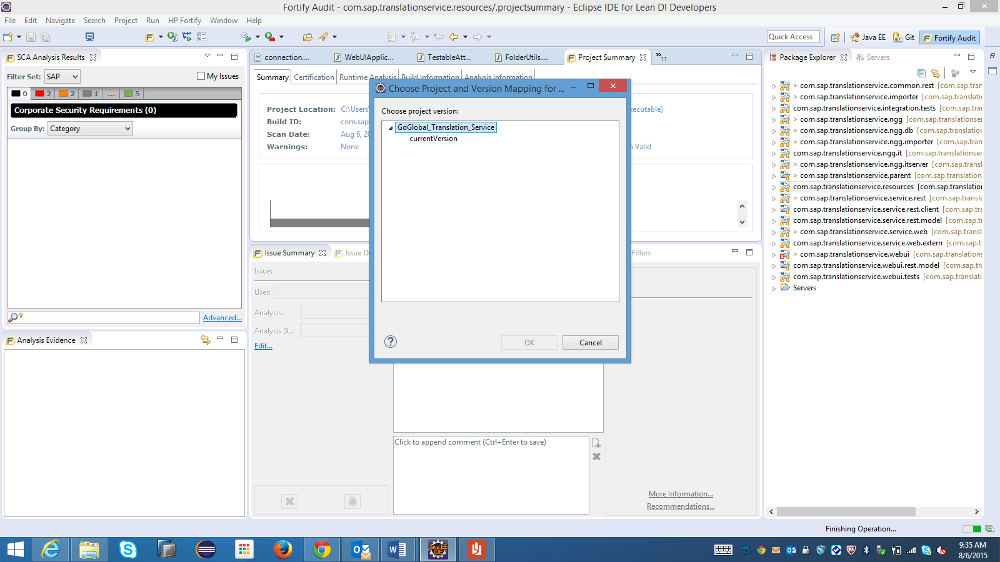 Fortify Audit - com.sap.translationservice.resources/.projectsummary - Eclipse IDE for Lean DI Developers
File Edit Navigate Search Project Run HP Fortify Window Help
Quick Access
Java EE
Git
Fortify Audit
SCA Analysis Results
Filter Set: SAP
My Issues
0 2 2 1 ... 5
Corporate Security Requirements (0)
Group By: Category
Advanced...
Analysis Evidence
connection.... WebUIApplic... TestableAtt... FolderUtils.... Project Summary »11
Summary Certification Runtime Analysis Build Information Analysis Information
Project Location: C:\Users\
Build ID: com.sap
Scan Date: Aug 6, 20
Warnings: None
Choose Project and Version Mapping for ...
Choose project version:
GoGlobal_Translation_Service
currentVersion
OK Cancel
Issue Summary
Filters
Issue:
User:
Analysis:
Analysis St...
Edit...
Click to append comment (Ctrl+Enter to save)
More Information...
Recommendations...
Package Explorer Servers
> com.sap.translationservice.common.rest [com.sap.translati
> com.sap.translationservice.importer [com.sap.translati
com.sap.translationservice.integration.tests [com.sap.t
> com.sap.translationservice.ngg [com.sap.translationser
> com.sap.translationservice.ngg.db [com.sap.translatio
> com.sap.translationservice.ngg.importer [com.sap.tran
com.sap.translationservice.ngg.it [com.sap.translationse
> com.sap.translationservice.ngg.itserver [com.sap.transl
> com.sap.translationservice.parent [com.sap.translation
com.sap.translationservice.resources [com.sap.translation
> com.sap.translationservice.service.rest [com.sap.transla
com.sap.translationservice.service.rest.client [com.sap.tr
com.sap.translationservice.service.rest.model [com.sap.t
> com.sap.translationservice.service.web [com.sap.transl
com.sap.translationservice.service.web.extern [com.sap.t
> com.sap.translationservice.webui [com.sap.translations
com.sap.translationservice.webui.rest.model [com.sap.tra
com.sap.translationservice.webui.tests [com.sap.translati
Servers
Finishing Operation...
9:35 AM
8/6/2015